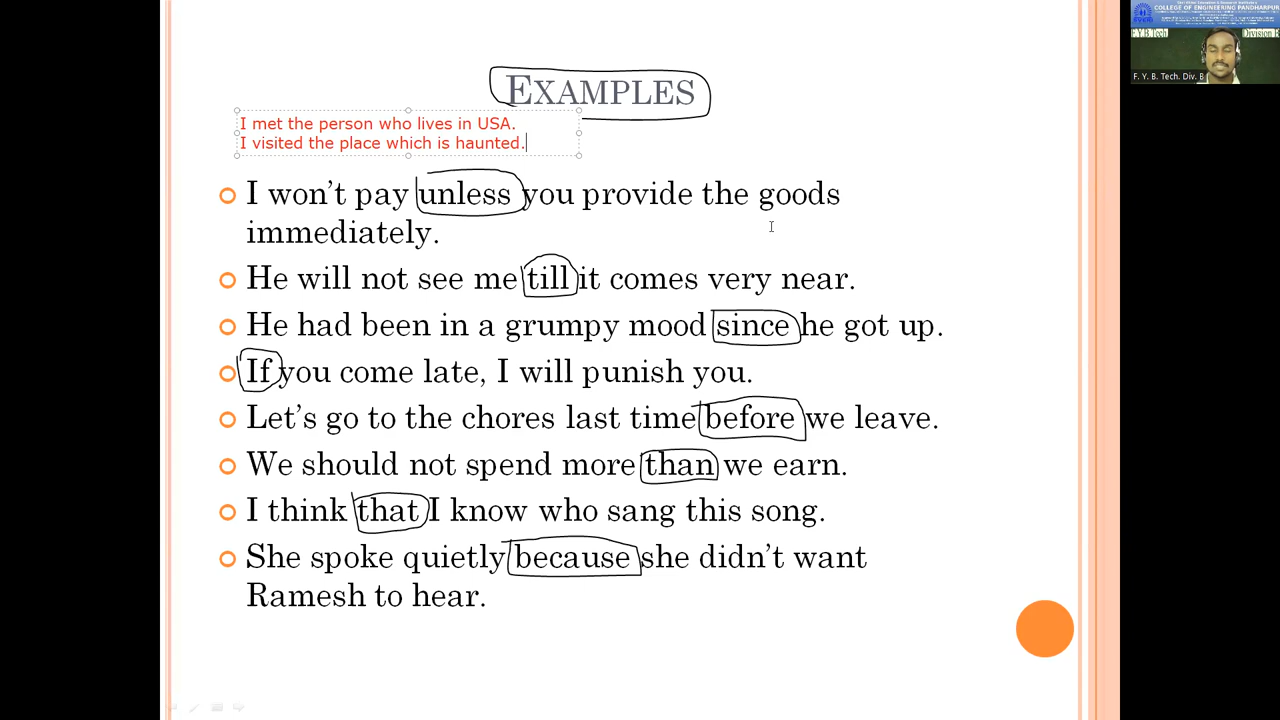 COLLEGE OF ENGINEERING PANDHARPUR
F.Y.B.Tech Division B
F. Y. B. Tech. Div. B
EXAMPLES
I met the person who lives in USA.
I visited the place which is haunted.
I won't pay unless you provide the goods
immediately.
He will not see me till it comes very near.
He had been in a grumpy mood since he got up.
If you come late, I will punish you.
Let's go to the chores last time before we leave.
We should not spend more than we earn.
I think that I know who sang this song.
She spoke quietly because she didn't want
Ramesh to hear.